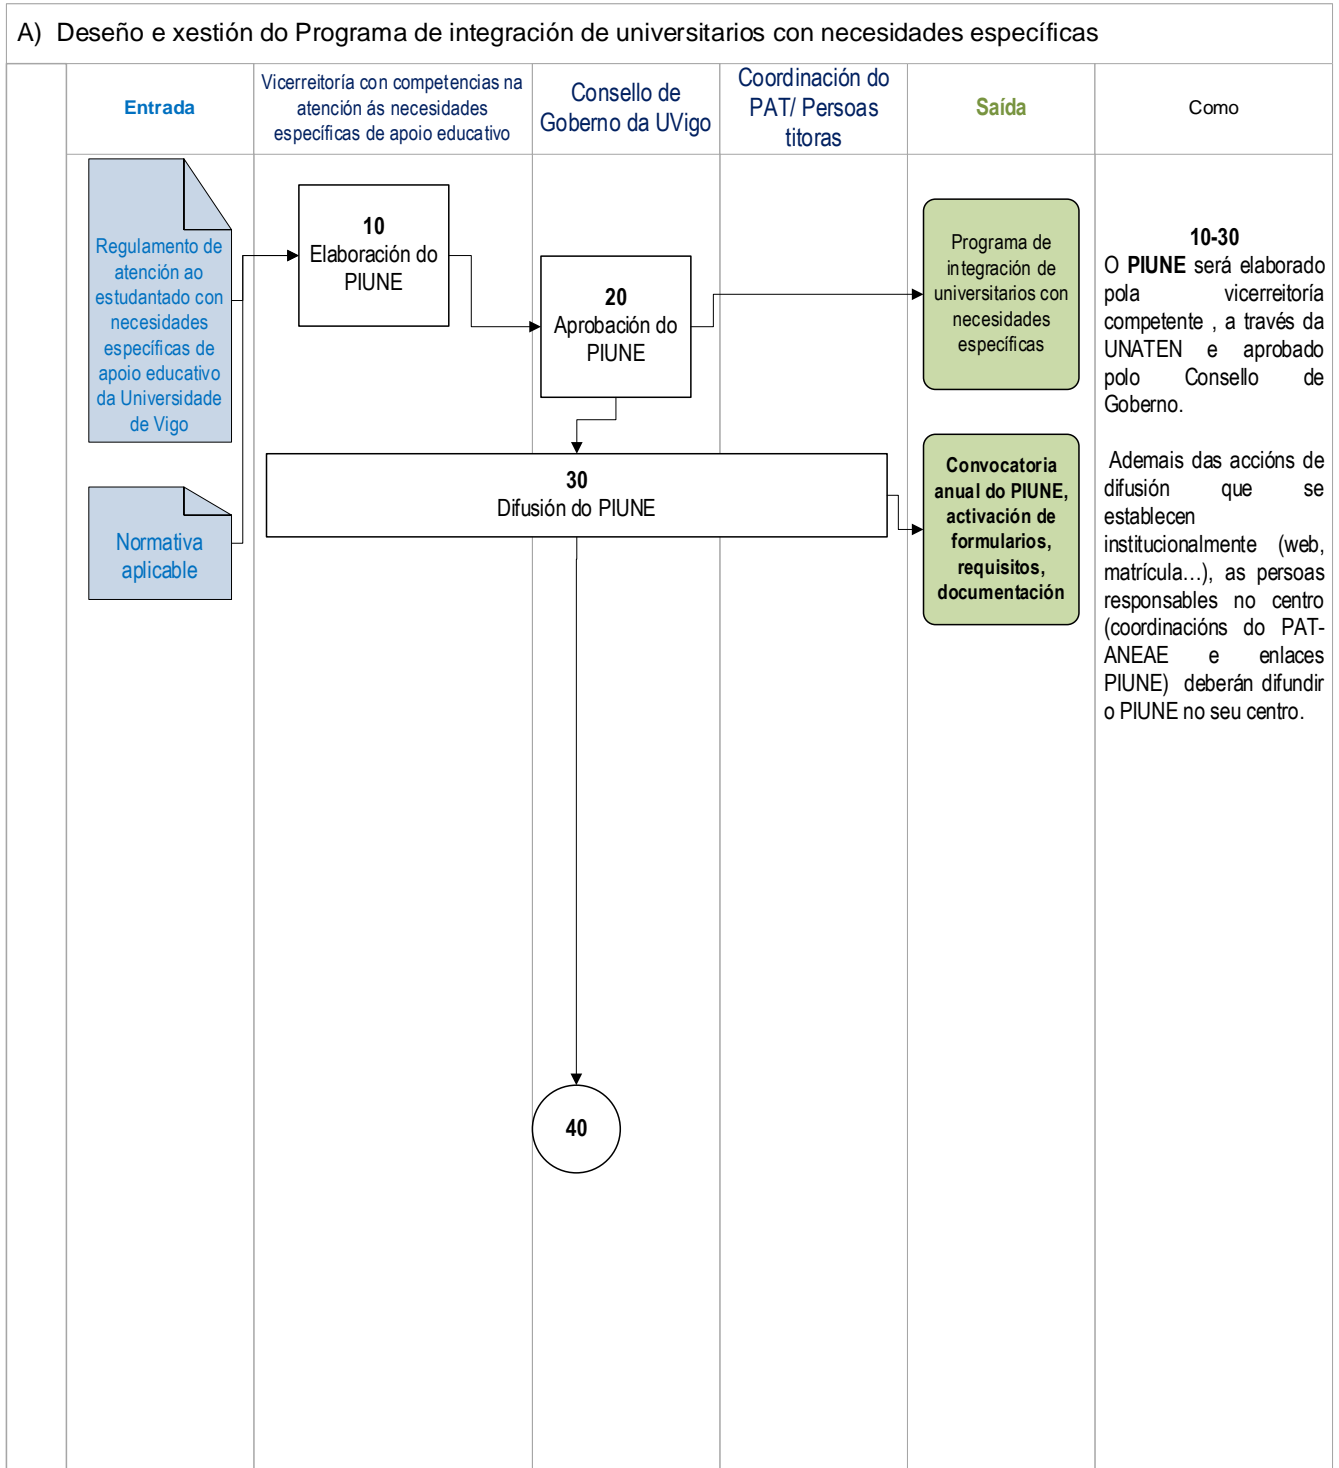 A) Deseño e xestión do Programa de integración de universitarios con necesidades específicas
Entrada
Vicerreitoría con competencias na
atención ás necesidades
específicas de apoio educativo
Consello de
Goberno da UVigo
Coordinación do
PAT/ Persoas
titoras
Saída
Como
Regulamento de
atención ao
estudantado con
necesidades
específicas de
apoio educativo
da Universidade
de Vigo
Normativa
aplicable
10
Elaboración do
PIUNE
20
Aprobación do
PIUNE
30
Difusión do PIUNE
40
Programa de
integración de
universitarios con
necesidades
específicas
Convocatoria
anual do PIUNE,
activación de
formularios,
requisitos,
documentación
10-30
O PIUNE será elaborado
pola vicerreitoría
competente , a través da
UNATEN e aprobado
polo Consello de
Goberno.
Ademais das accións de
difusión que se
establecen
institucionalmente (web,
matrícula...), as persoas
responsables no centro
(coordinacións do PAT-
ANEAE e enlaces
PIUNE) deberán difundir
o PIUNE no seu centro.